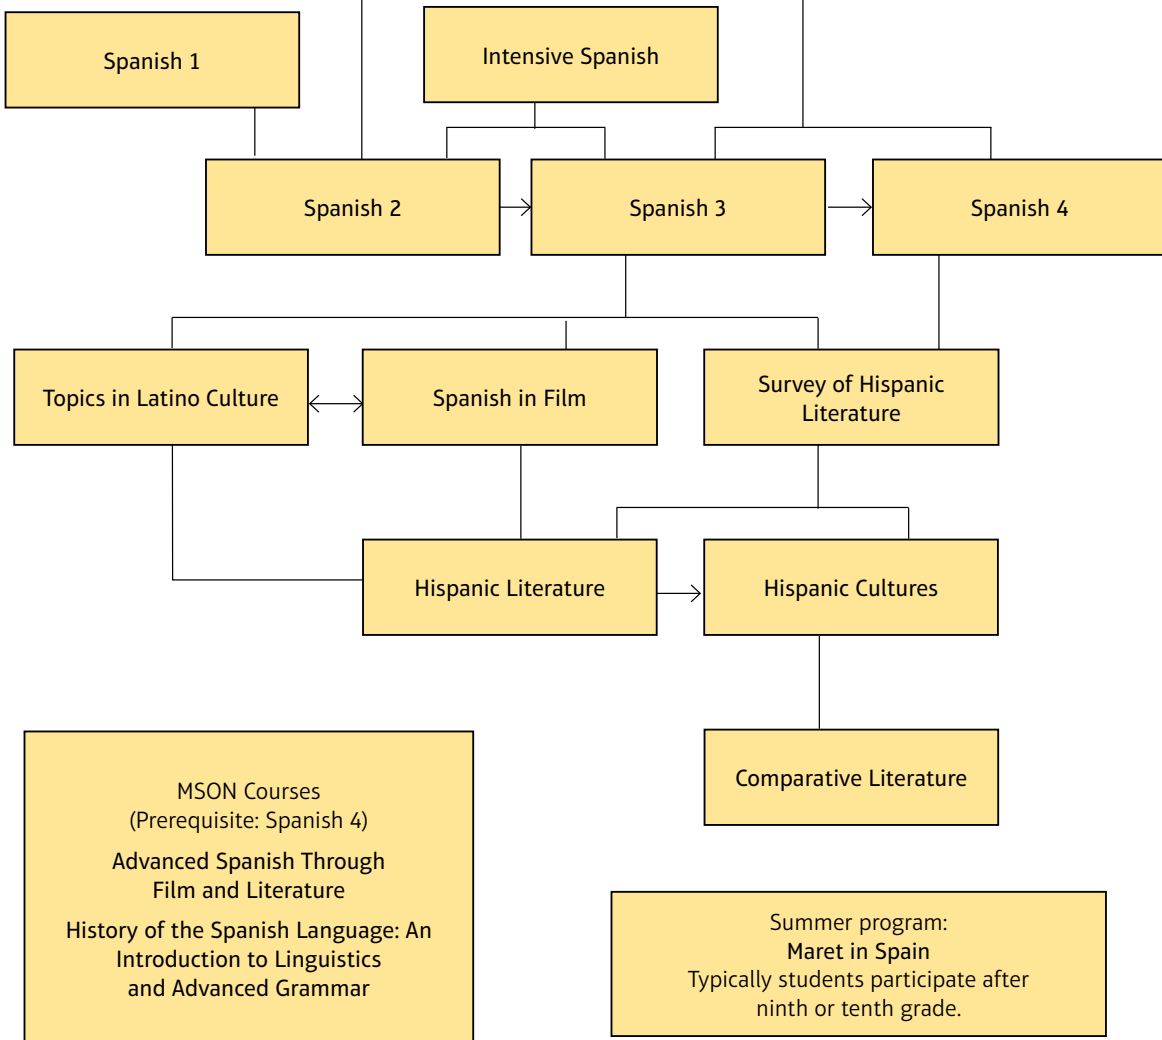 Spanish 1
Intensive Spanish
Spanish 2
Spanish 3
Spanish 4
Topics in Latino Culture
Spanish in Film
Survey of Hispanic
Literature
Hispanic Literature
Hispanic Cultures
Comparative Literature
MSON Courses
(Prerequisite: Spanish 4)
Advanced Spanish Through
Film and Literature
History of the Spanish Language: An
Introduction to Linguistics
and Advanced Grammar
Summer program:
Maret in Spain
Typically students participate after
ninth or tenth grade.